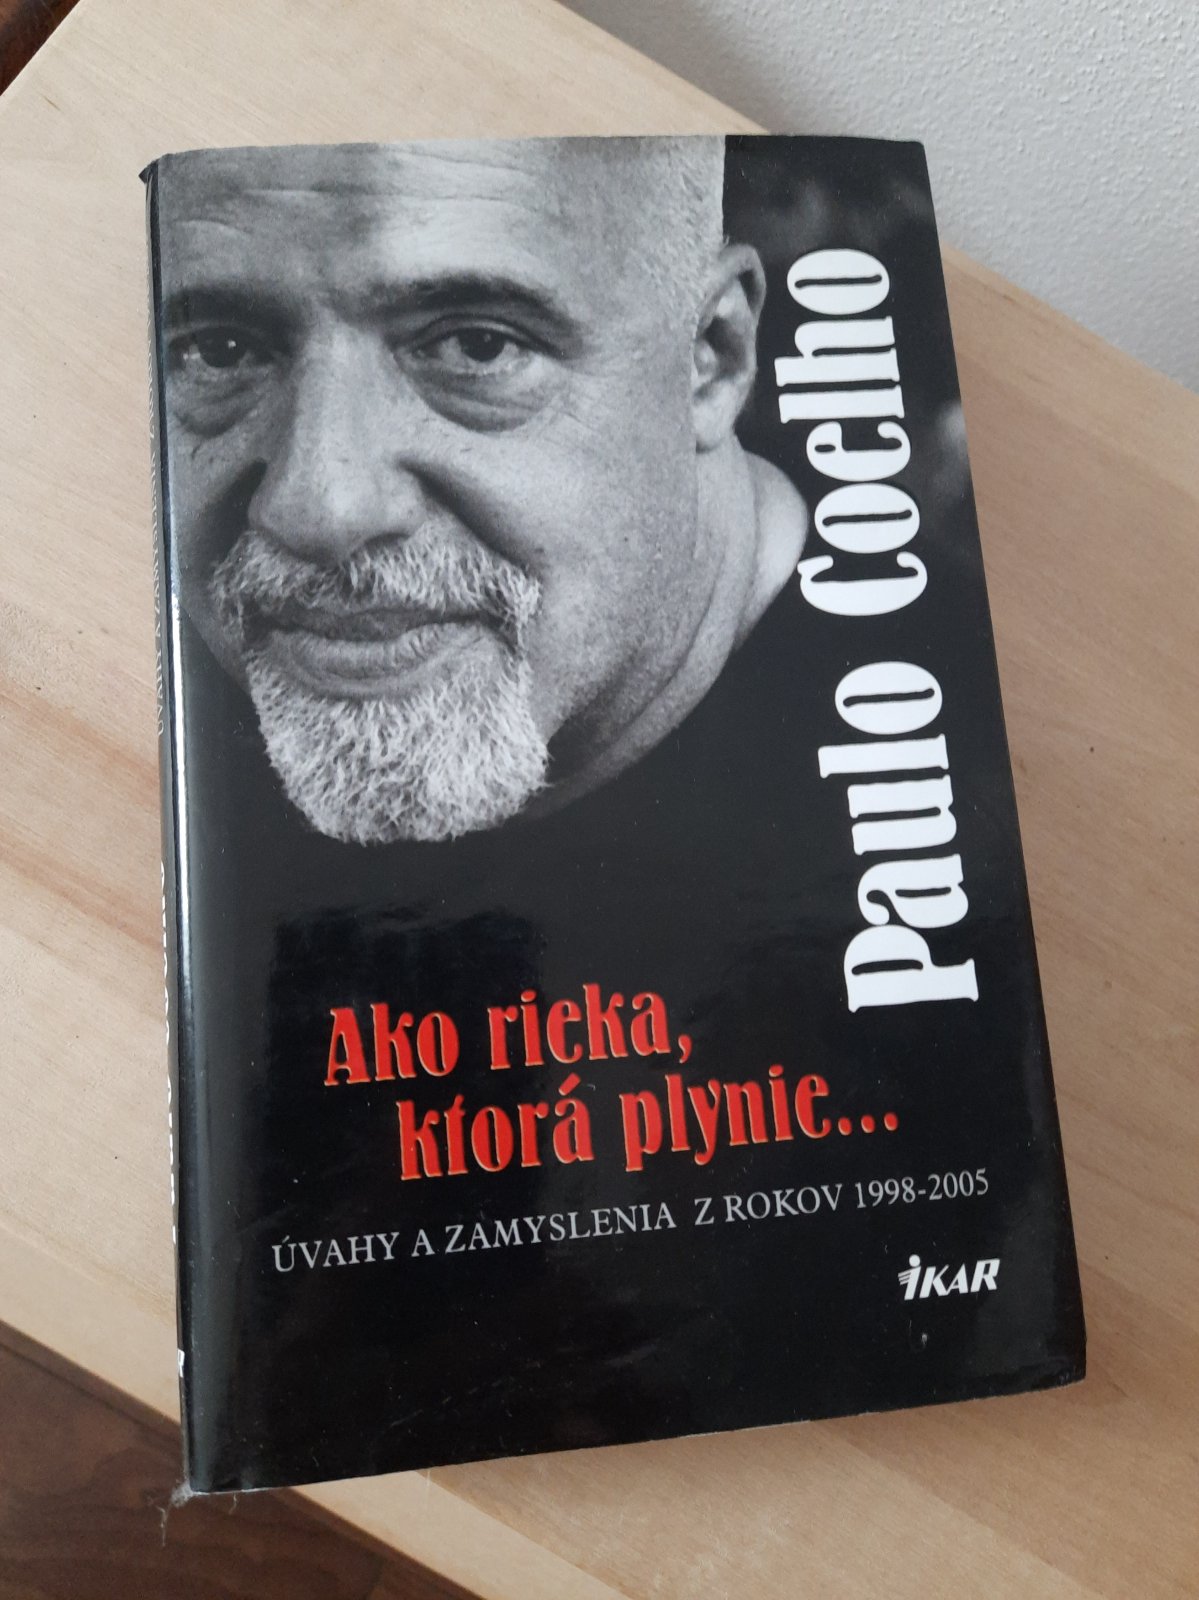 Paulo Coelho
Ako rieka,
ktorá plynie...
ÚVAHY A ZAMYSLENIA Z ROKOV 1998-2005
IKAR